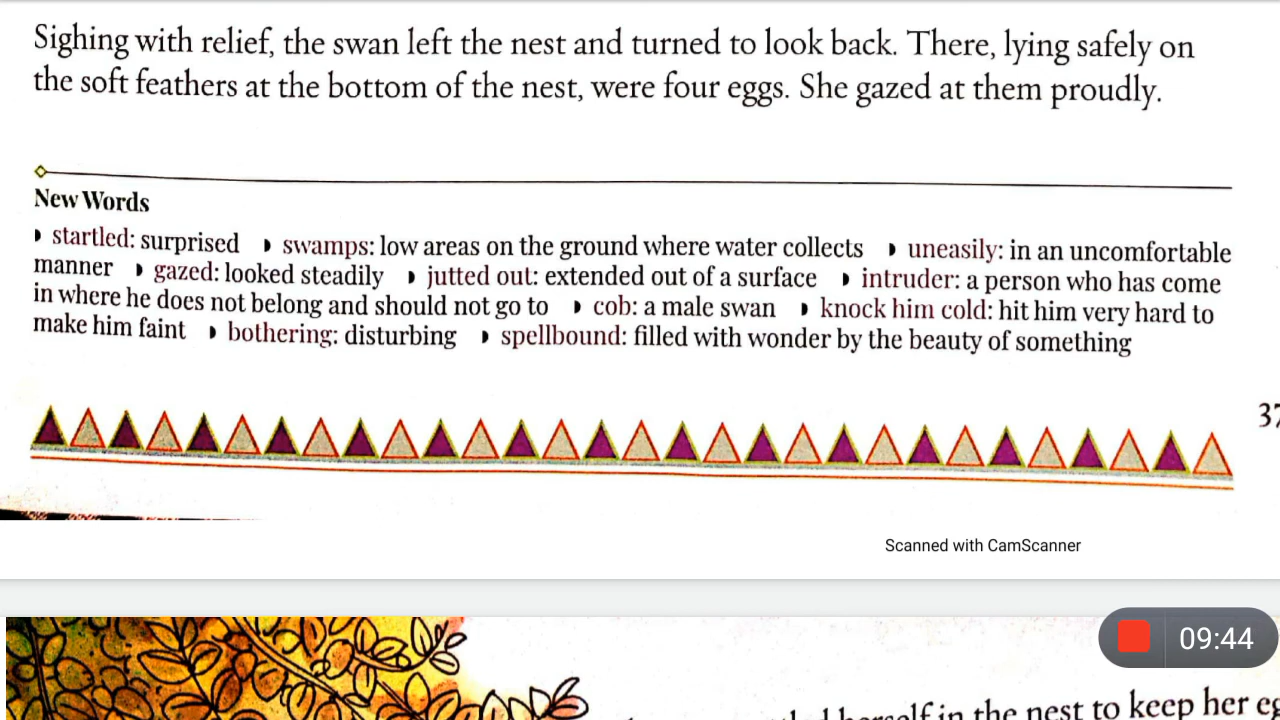 Sighing with relief, the swan left the nest and turned to look back. There, lying safely on
the soft feathers at the bottom of the nest, were four eggs. She gazed at them proudly.
New Words
◗ startled: surprised ◗ swamps: low areas on the ground where water collects ◗ uneasily: in an uncomfortable
manner ◗ gazed: looked steadily ◗ jutted out: extended out of a surface ◗ intruder: a person who has come
in where he does not belong and should not go to ◗ cob: a male swan ◗ knock him cold: hit him very hard to
make him faint ◗ bothering: disturbing ◗ spellbound: filled with wonder by the beauty of something
37
Scanned with CamScanner
09:44
herself in the nest to keep her